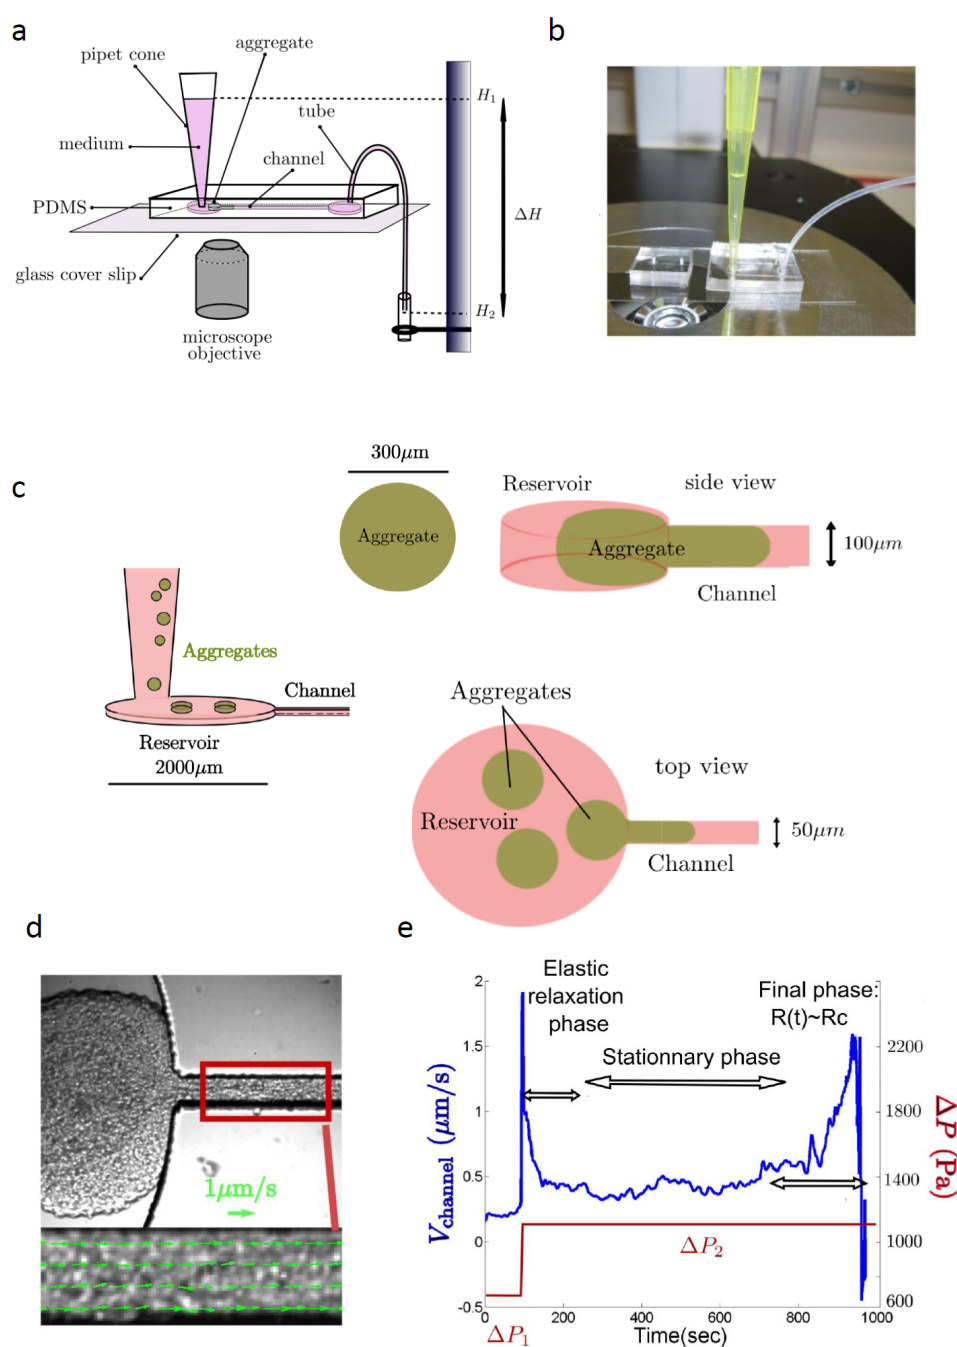 a
b
aggregate
pipet cone
H₁
tube
medium
channel
PDMS
ΔH
glass cover slip
H₂
microscope
objective
c
300μm
Reservoir
side view
Aggregate
Aggregate
100μm
Channel
Aggregates
Channel
Reservoir
2000μm
Aggregates
top view
Reservoir
50μm
Channel
d
1μm/s
e
Elastic
relaxation
phase
Final phase:
R(t)~Rc
Stationnary phase
V_channel (μm/s)
2
1.5
1
0.5
0
-0.5
ΔP (Pa)
2200
1800
1400
1000
600
ΔP₂
ΔP₁
0
200
400
600
800
1000
Time(sec)